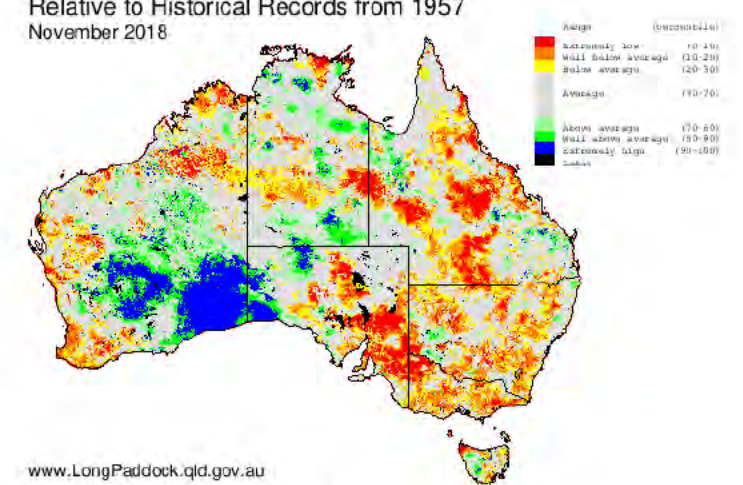 Relative to Historical Records from 1957
November 2018
Range (percentile)
Extremely low (0-10)
Well below average (10-20)
Below average (20-30)
Average (30-70)
Above average (70-80)
Well above average (80-90)
Extremely high (90-100)
Lakes
www.LongPaddock.qld.gov.au